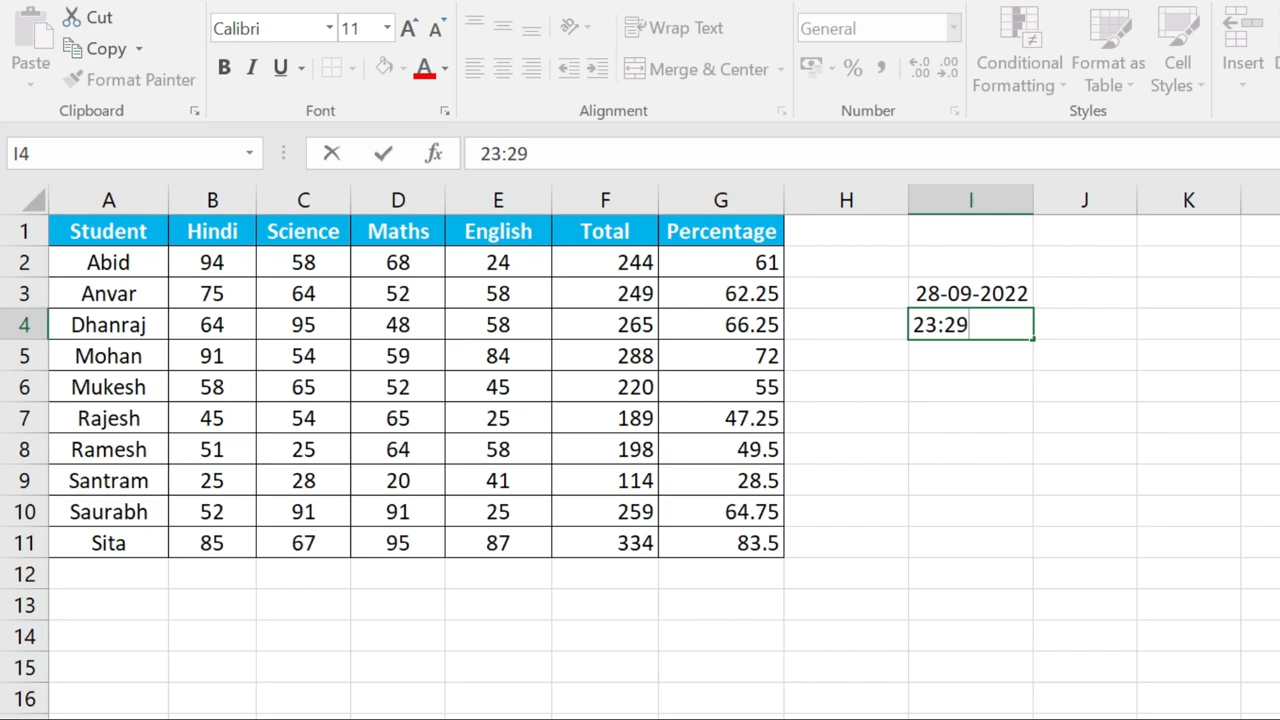 Cut
Copy
Format Painter
Paste
Clipboard
Calibri
11
A A
B I U A
Font
Wrap Text
Merge & Center
Alignment
General
%
Number
Conditional Formatting
Format as Table
Cell Styles
Styles
I4
fx
23:29
A B C D E F G H I J K
1 Student Hindi Science Maths English Total Percentage
2 Abid 94 58 68 24 244 61
3 Anvar 75 64 52 58 249 62.25 28-09-2022
4 Dhanraj 64 95 48 58 265 66.25 23:29
5 Mohan 91 54 59 84 288 72
6 Mukesh 58 65 52 45 220 55
7 Rajesh 45 54 65 25 189 47.25
8 Ramesh 51 25 64 58 198 49.5
9 Santram 25 28 20 41 114 28.5
10 Saurabh 52 91 91 25 259 64.75
11 Sita 85 67 95 87 334 83.5
12
13
14
15
16